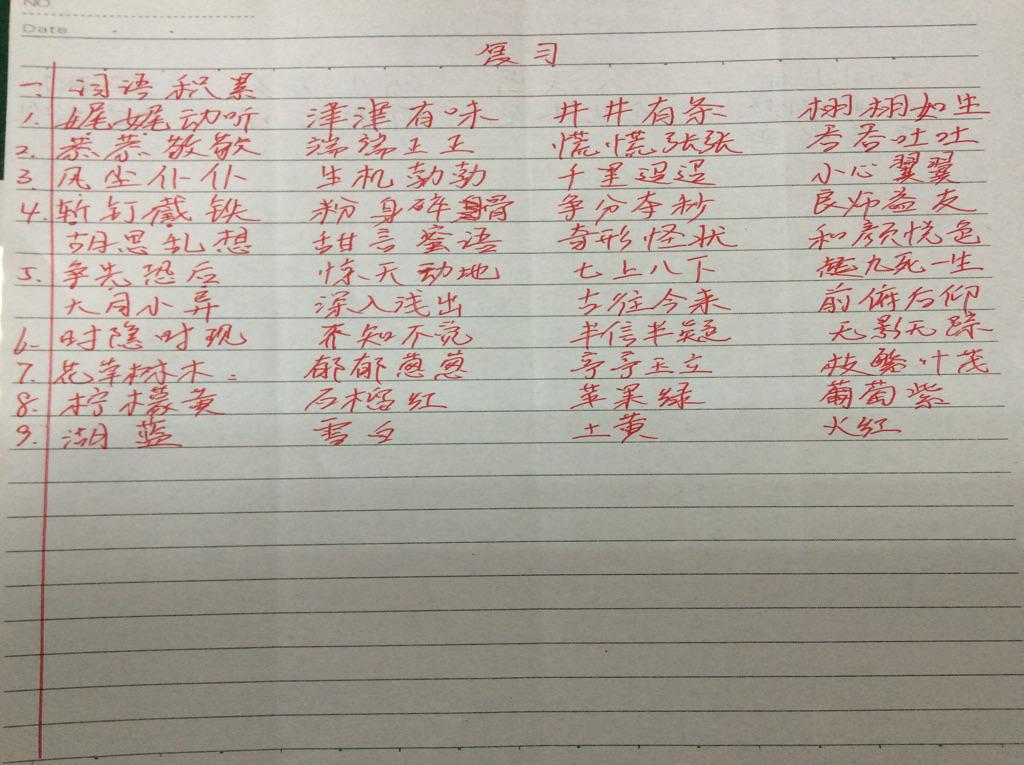 NO
Date
复习
一. 词语积累
1. 娓娓动听 津津有味 井井有条 栩栩如生
2. 恭恭敬敬 端端正正 慌慌张张 吞吞吐吐
3. 风尘仆仆 生机勃勃 千里迢迢 小心翼翼
4. 斩钉截铁 粉身碎骨 争分夺秒 良师益友
胡思乱想 甜言蜜语 奇形怪状 和颜悦色
5. 争先恐后 惊天动地 七上八下 九死一生
大同小异 深入浅出 古往今来 前俯后仰
6. 时隐时现 不知不觉 半信半疑 无影无踪
7. 花草树木 郁郁葱葱 亭亭玉立 枝繁叶茂
8. 柠檬黄 石榴红 苹果绿 葡萄紫
9. 湖蓝 雪白 土黄 火红